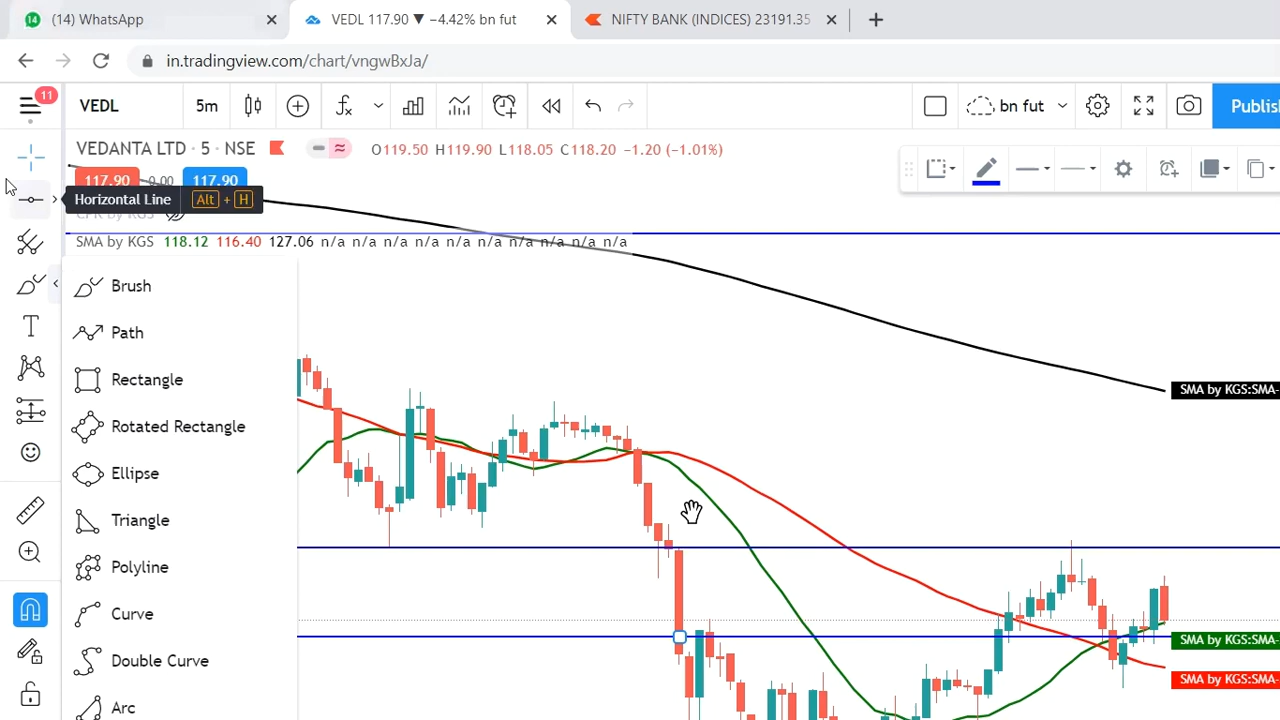 (14) WhatsApp
VEDL 117.90 ▼ −4.42% bn fut
NIFTY BANK (INDICES) 23191.35
in.tradingview.com/chart/vngwBxJa/
11
VEDL
5m
bn fut
Publis
VEDANTA LTD · 5 · NSE
O119.50 H119.90 L118.05 C118.20 −1.20 (−1.01%)
117.90
0.00
117.90
Horizontal Line
Alt + H
CPR by KGS
SMA by KGS 118.12 116.40 127.06 n/a n/a n/a n/a n/a n/a n/a n/a n/a n/a
Brush
Path
Rectangle
Rotated Rectangle
Ellipse
Triangle
Polyline
Curve
Double Curve
Arc
SMA by KGS:SMA-
SMA by KGS:SMA-
SMA by KGS:SMA-